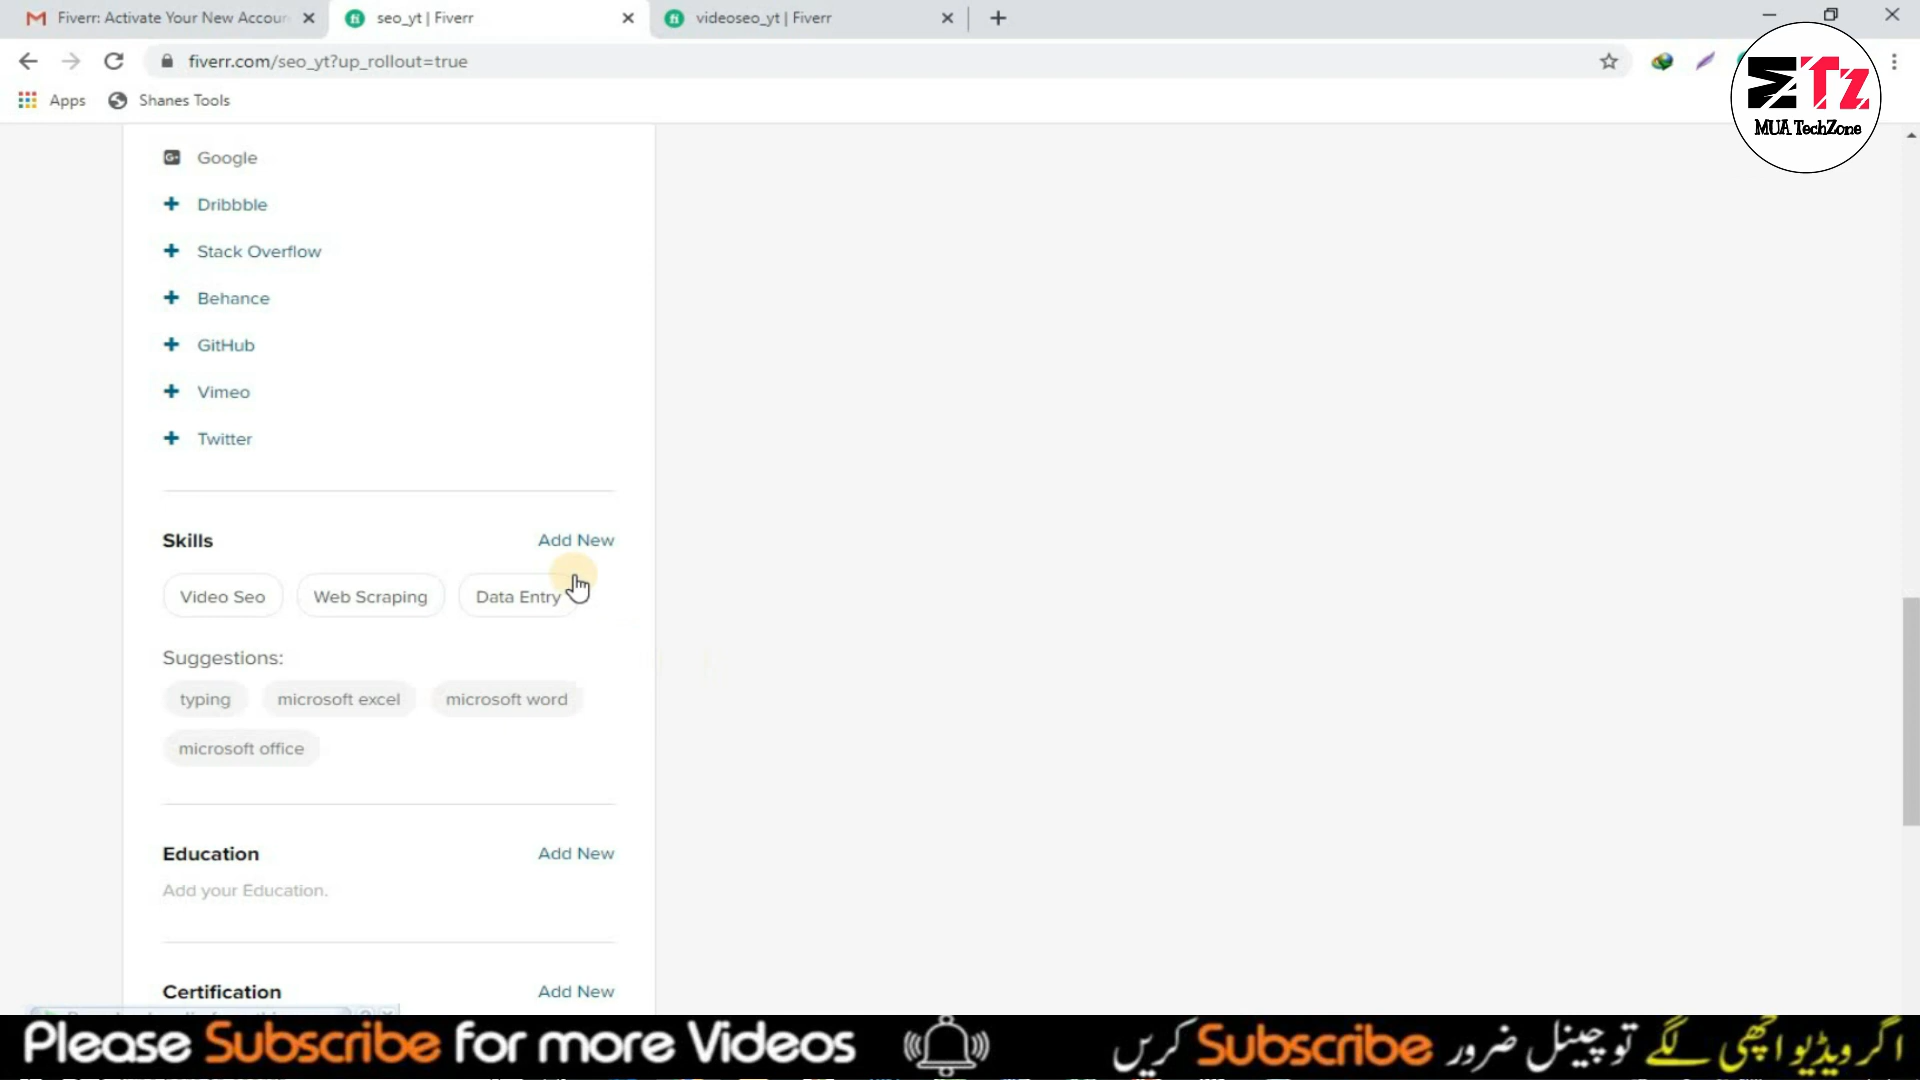 Fiverr: Activate Your New Accoun
seo_yt | Fiverr
videoseo_yt | Fiverr
fiverr.com/seo_yt?up_rollout=true
Apps
Shanes Tools
MTz
MUA TechZone
Google
Dribbble
Stack Overflow
Behance
GitHub
Vimeo
Twitter
Skills
Add New
Video Seo
Web Scraping
Data Entry
Suggestions:
typing
microsoft excel
microsoft word
microsoft office
Education
Add New
Add your Education.
Certification
Add New
Please Subscribe for more Videos
اگر ویڈیو اچھی لگے تو چینل ضرور Subscribe کریں